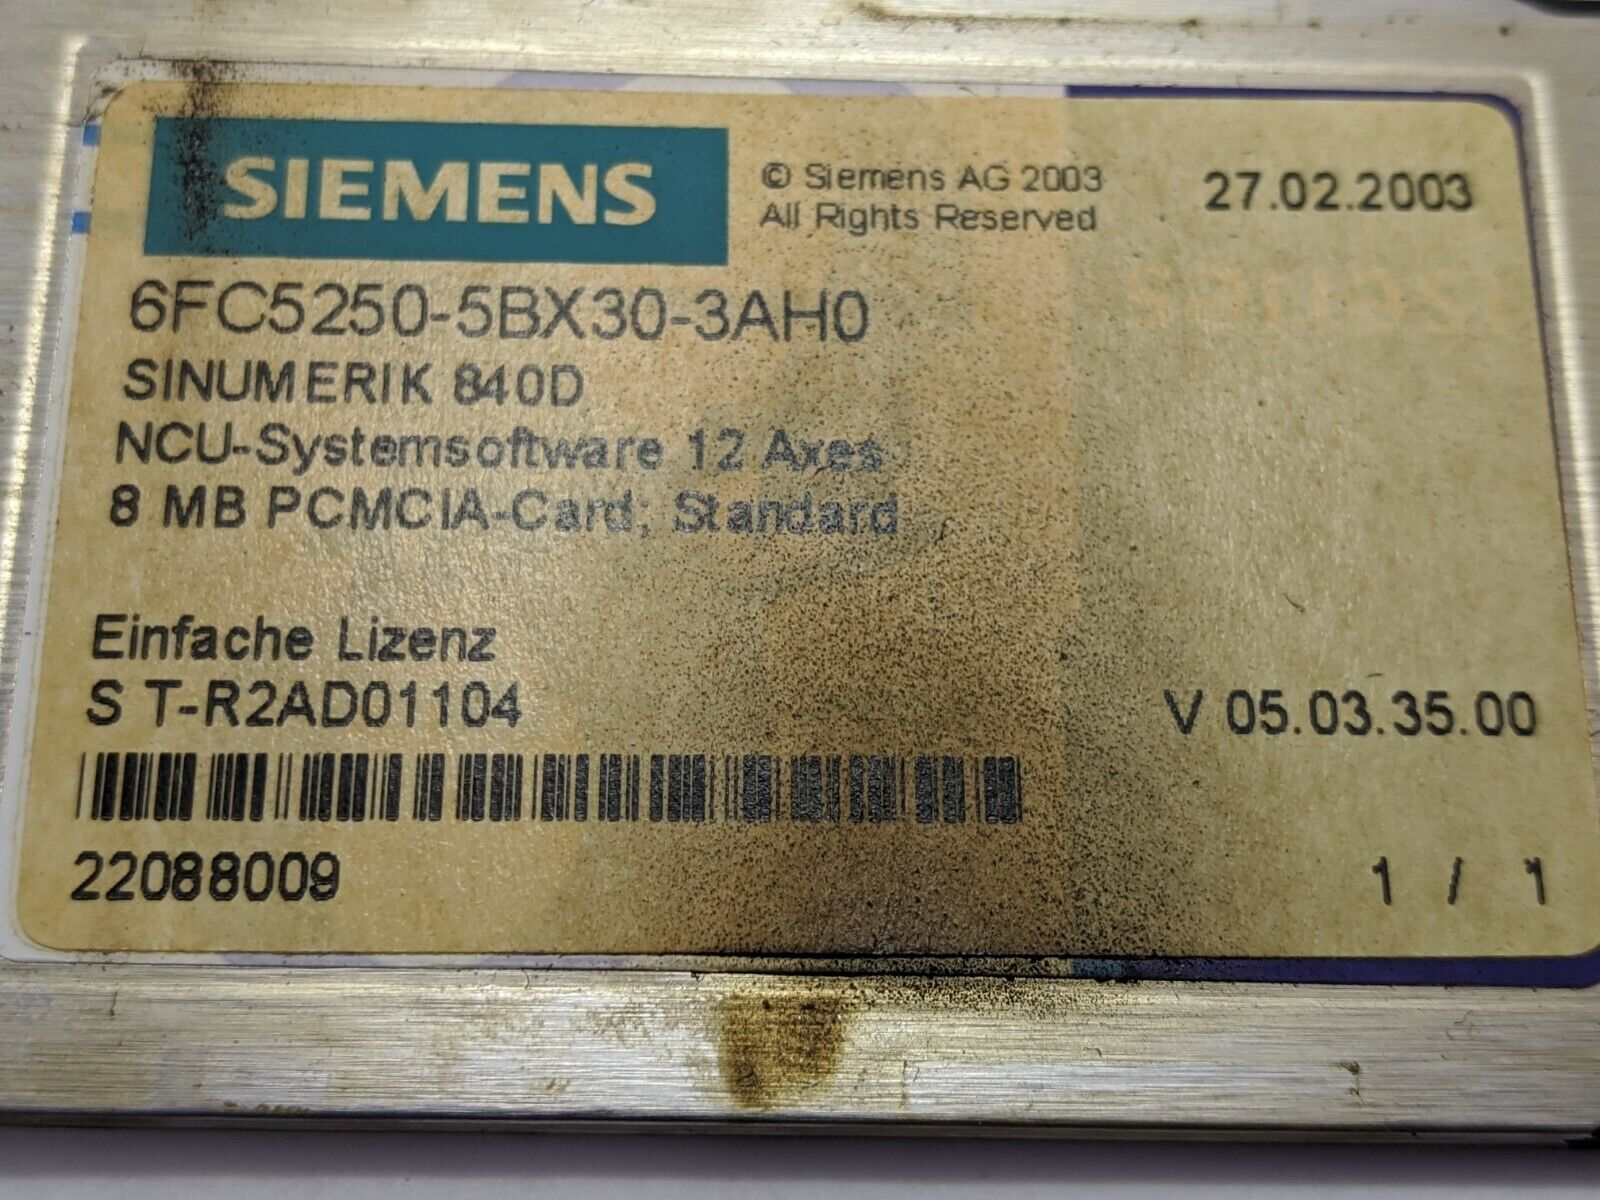 SIEMENS
© Siemens AG 2003
All Rights Reserved
27.02.2003
6FC5250-5BX30-3AH0
SINUMERIK 840D
NCU-Systemsoftware 12 Axes
8 MB PCMCIA-Card; Standard
Einfache Lizenz
S T-R2AD01104
V 05.03.35.00
22088009
1 / 1